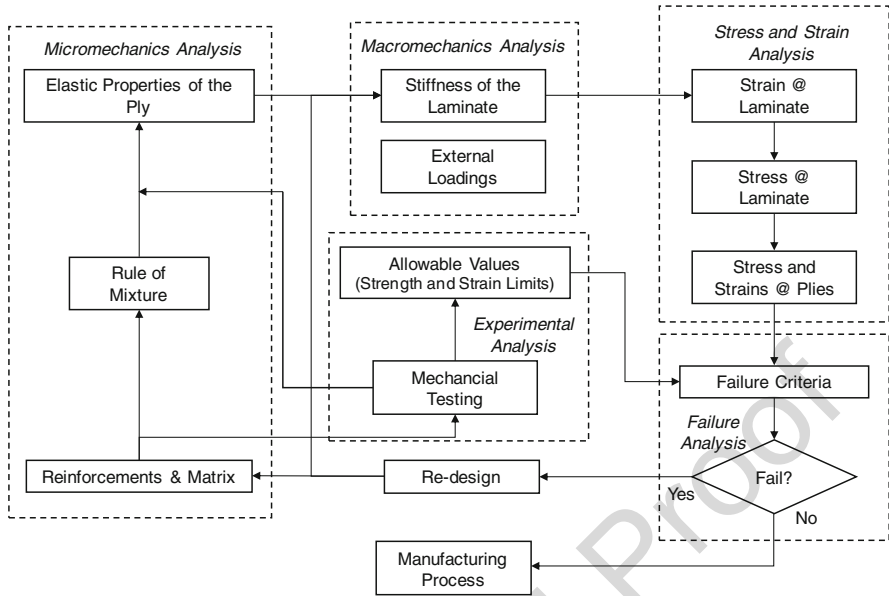 Micromechanics Analysis
Elastic Properties of the
Ply
Rule of
Mixture
Reinforcements & Matrix
Macromechanics Analysis
Stiffness of the
Laminate
External
Loadings
Allowable Values
(Strength and Strain Limits)
Experimental
Analysis
Mechancial
Testing
Re-design
Manufacturing
Process
Stress and Strain
Analysis
Strain @
Laminate
Stress @
Laminate
Stress and
Strains @ Plies
Failure Criteria
Failure
Analysis
Fail?
Yes
No
Proof